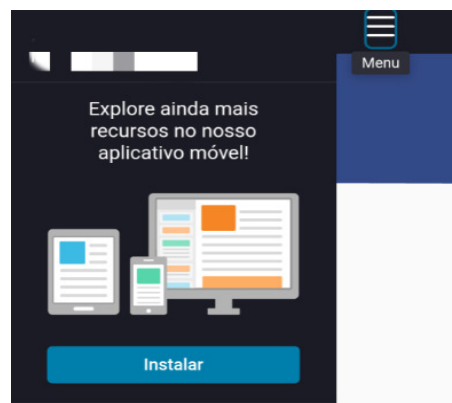 Menu
Explore ainda mais
recursos no nosso
aplicativo móvel!
Instalar